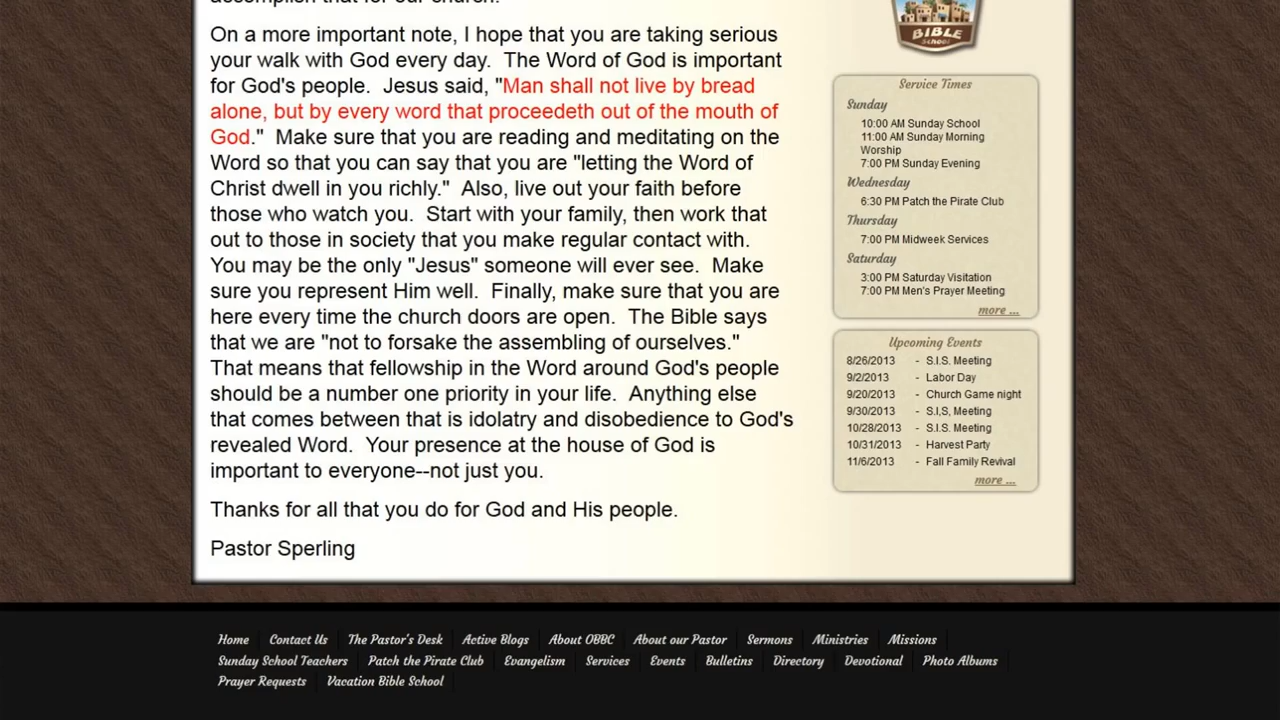 accomplish that for our church.
On a more important note, I hope that you are taking serious
your walk with God every day.  The Word of God is important
for God's people.  Jesus said, "Man shall not live by bread
alone, but by every word that proceedeth out of the mouth of
God."  Make sure that you are reading and meditating on the
Word so that you can say that you are "letting the Word of
Christ dwell in you richly."  Also, live out your faith before
those who watch you.  Start with your family, then work that
out to those in society that you make regular contact with.
You may be the only "Jesus" someone will ever see.  Make
sure you represent Him well.  Finally, make sure that you are
here every time the church doors are open.  The Bible says
that we are "not to forsake the assembling of ourselves."
That means that fellowship in the Word around God's people
should be a number one priority in your life.  Anything else
that comes between that is idolatry and disobedience to God's
revealed Word.  Your presence at the house of God is
important to everyone--not just you.
Thanks for all that you do for God and His people.
Pastor Sperling
BIBLE
School
Service Times
Sunday
10:00 AM Sunday School
11:00 AM Sunday Morning
Worship
7:00 PM Sunday Evening
Wednesday
6:30 PM Patch the Pirate Club
Thursday
7:00 PM Midweek Services
Saturday
3:00 PM Saturday Visitation
7:00 PM Men's Prayer Meeting
more ...
Upcoming Events
8/26/2013 - S.I.S. Meeting
9/2/2013 - Labor Day
9/20/2013 - Church Game night
9/30/2013 - S.I,S, Meeting
10/28/2013 - S.I.S. Meeting
10/31/2013 - Harvest Party
11/6/2013 - Fall Family Revival
more ...
Home Contact Us The Pastor's Desk Active Blogs About OBBC About our Pastor Sermons Ministries Missions
Sunday School Teachers Patch the Pirate Club Evangelism Services Events Bulletins Directory Devotional Photo Albums
Prayer Requests Vacation Bible School